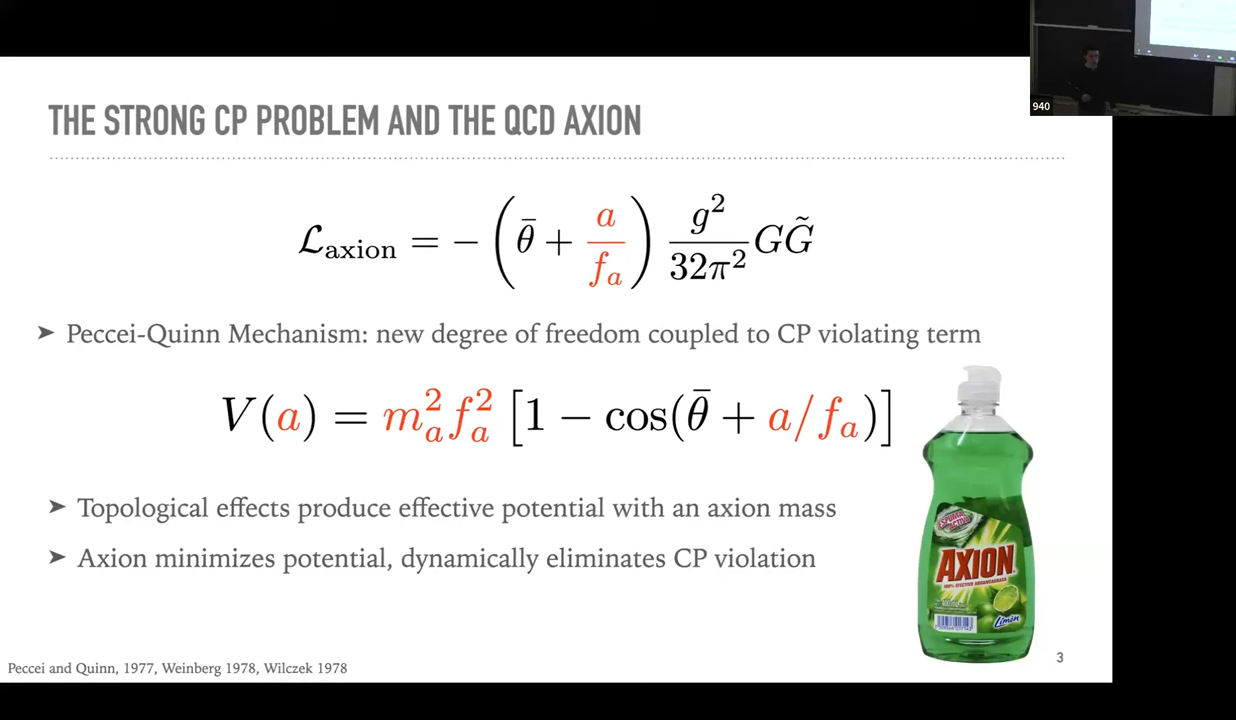 940
THE STRONG CP PROBLEM AND THE QCD AXION
ℒ_axion = − (θ̄ + a/f_a) g²/32π² GG̃
➤ Peccei-Quinn Mechanism: new degree of freedom coupled to CP violating term
V(a) = m_a² f_a² [1 − cos(θ̄ + a/f_a)]
➤ Topological effects produce effective potential with an axion mass
➤ Axion minimizes potential, dynamically eliminates CP violation
AXION
Limón
3
Peccei and Quinn, 1977, Weinberg 1978, Wilczek 1978